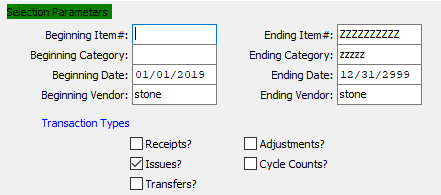 Selection Parameters
Beginning Item#: Ending Item#: ZZZZZZZZZZ
Beginning Category: Ending Category: zzzzz
Beginning Date: 01/01/2019 Ending Date: 12/31/2999
Beginning Vendor: stone Ending Vendor: stone
Transaction Types
Receipts? Adjustments?
Issues? Cycle Counts?
Transfers?